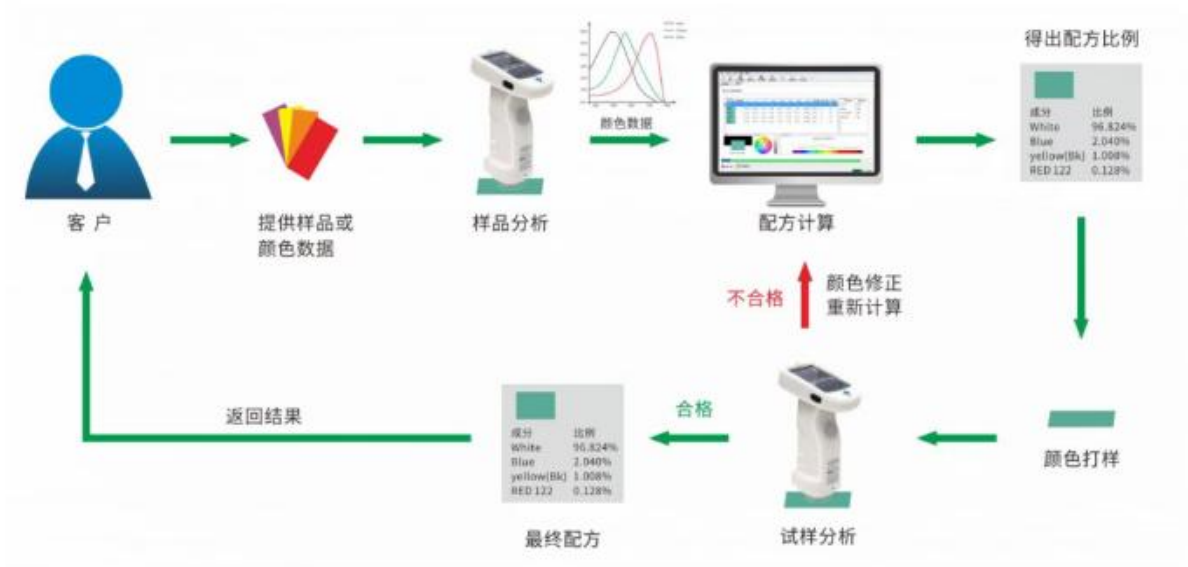 得出配方比例
颜色数据
成分 比例
White 96.824%
Blue 2.040%
yellow(Bk) 1.008%
RED 122 0.128%
客户
提供样品或
颜色数据
样品分析
配方计算
不合格
颜色修正
重新计算
返回结果
合格
成分 比例
White 96.824%
Blue 2.040%
yellow(Bk) 1.008%
RED 122 0.128%
颜色打样
最终配方
试样分析